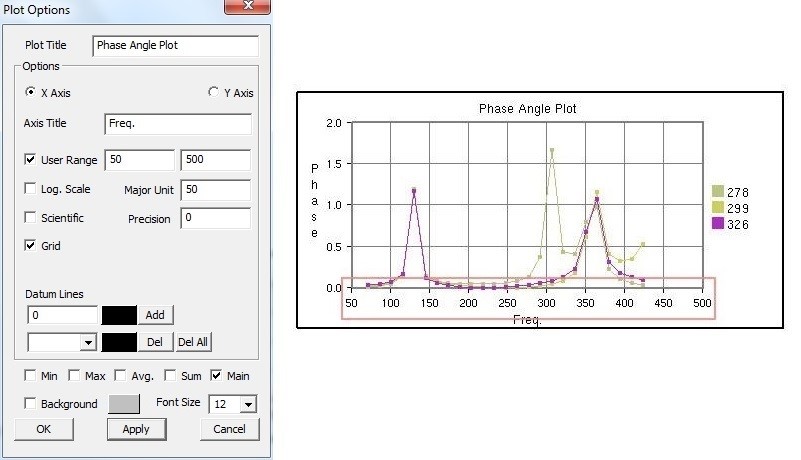 Plot Options
Plot Title Phase Angle Plot
Options
X Axis Y Axis
Axis Title Freq.
User Range 50 500
Log. Scale Major Unit 50
Scientific Precision 0
Grid
Datum Lines
0 Add
Del Del All
Min Max Avg. Sum Main
Background Font Size 12
OK Apply Cancel
Phase Angle Plot
Phase
2.0
1.5
1.0
0.5
0.0
50 100 150 200 250 300 350 400 450 500
Freq.
278
299
326